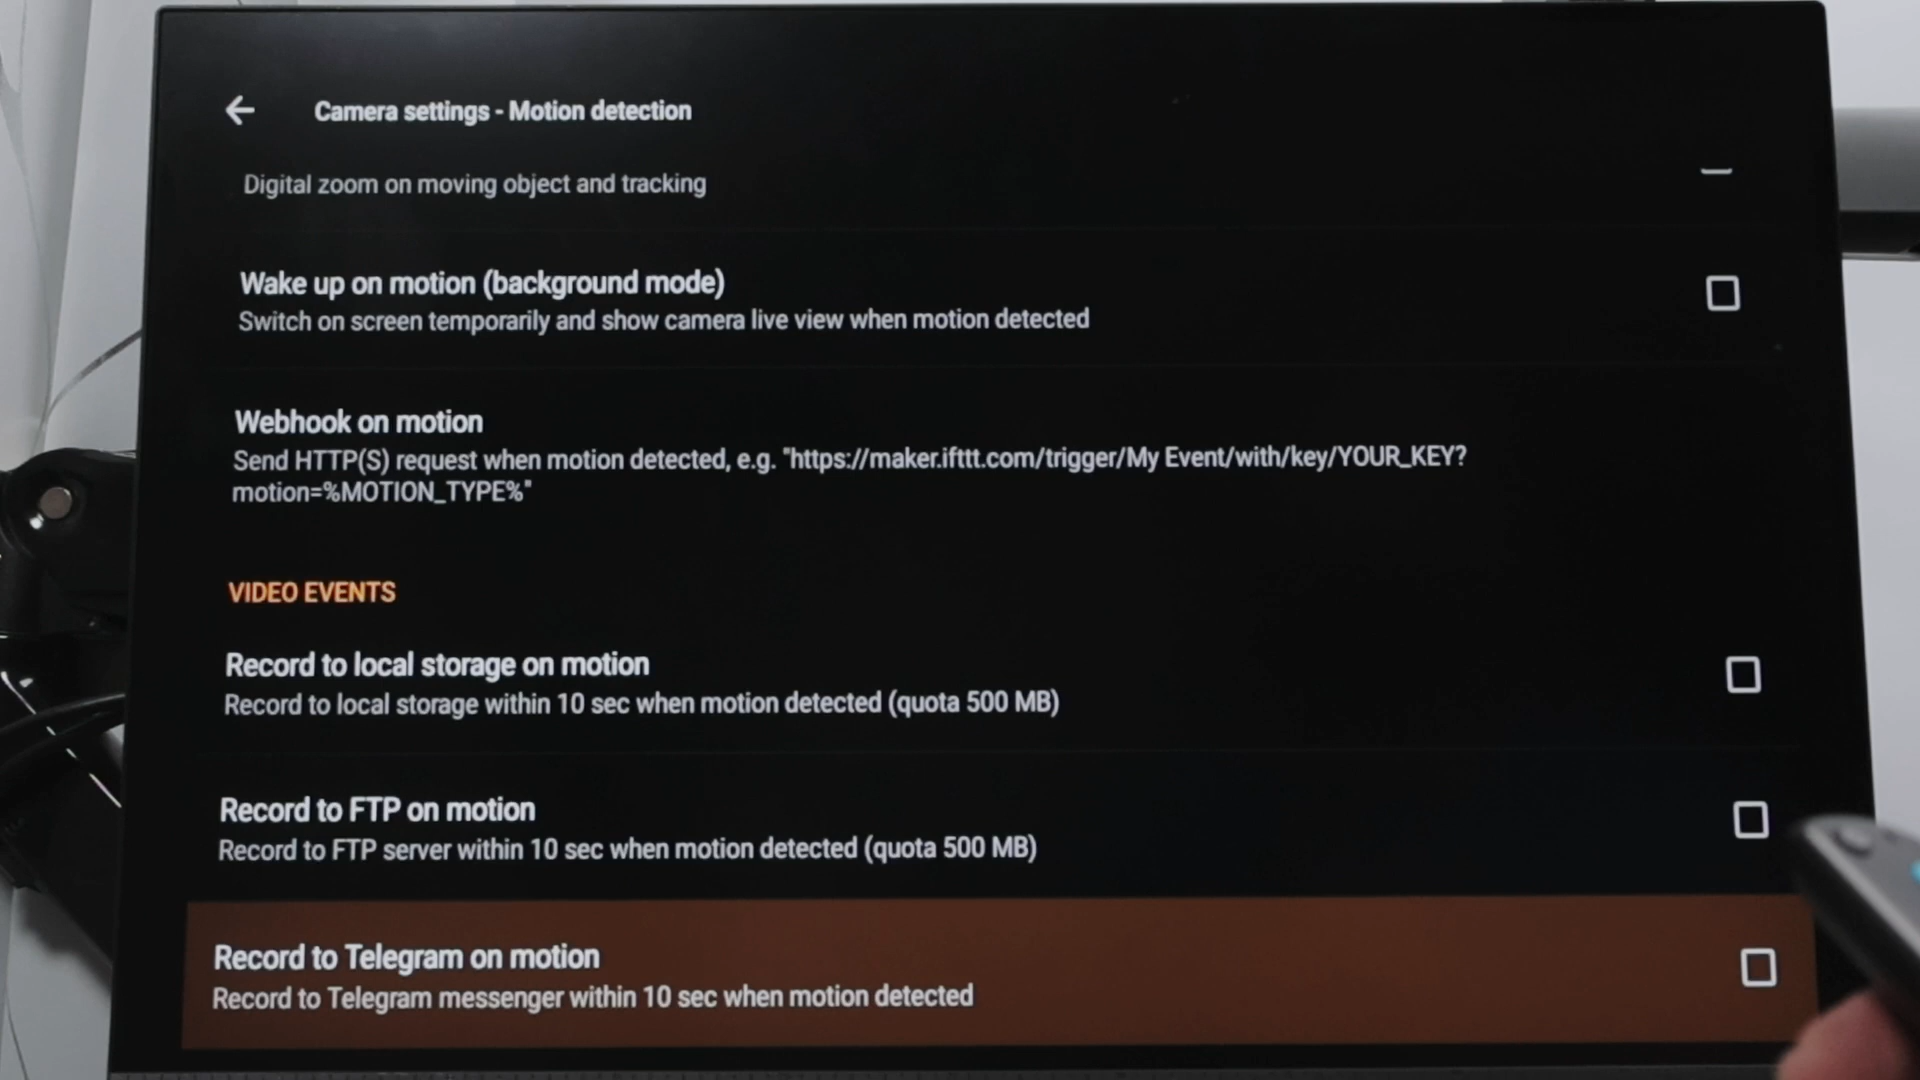 Camera settings - Motion detection
Digital zoom on moving object and tracking
Wake up on motion (background mode)
Switch on screen temporarily and show camera live view when motion detected
Webhook on motion
Send HTTP(S) request when motion detected, e.g. "https://maker.ifttt.com/trigger/My Event/with/key/YOUR_KEY?
motion=%MOTION_TYPE%"
VIDEO EVENTS
Record to local storage on motion
Record to local storage within 10 sec when motion detected (quota 500 MB)
Record to FTP on motion
Record to FTP server within 10 sec when motion detected (quota 500 MB)
Record to Telegram on motion
Record to Telegram messenger within 10 sec when motion detected